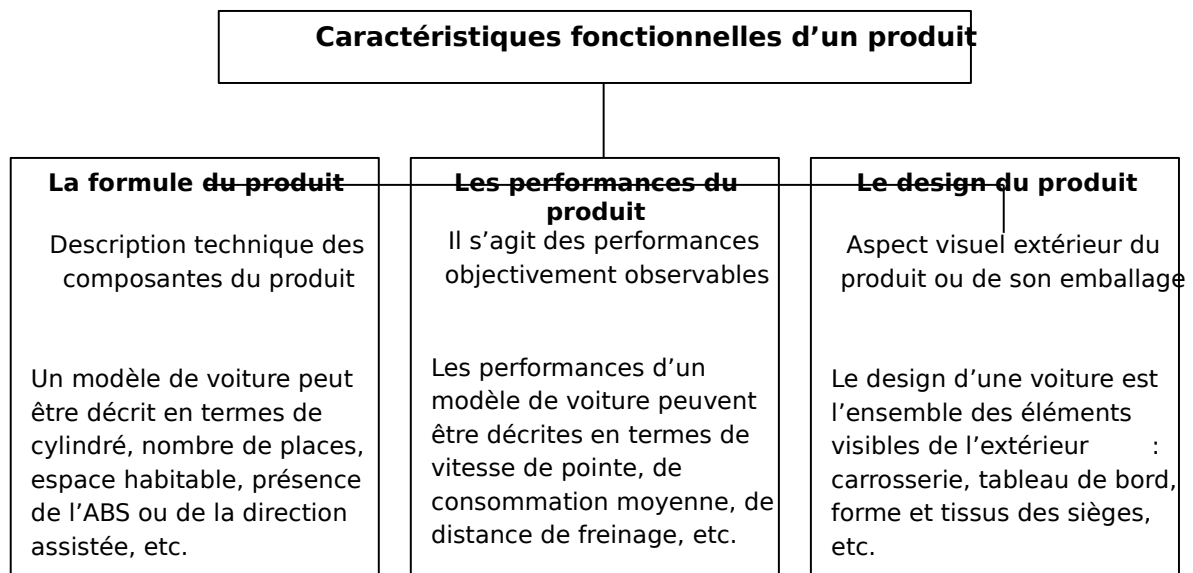 Caractéristiques fonctionnelles d’un produit
La formule du produit
Description technique des
composantes du produit
Un modèle de voiture peut
être décrit en termes de
cylindré, nombre de places,
espace habitable, présence
de l’ABS ou de la direction
assistée, etc.
Les performances du
produit
Il s’agit des performances
objectivement observables
Les performances d’un
modèle de voiture peuvent
être décrites en termes de
vitesse de pointe, de
consommation moyenne, de
distance de freinage, etc.
Le design du produit
Aspect visuel extérieur du
produit ou de son emballage
Le design d’une voiture est
l’ensemble des éléments
visibles de l’extérieur :
carrosserie, tableau de bord,
forme et tissus des sièges,
etc.